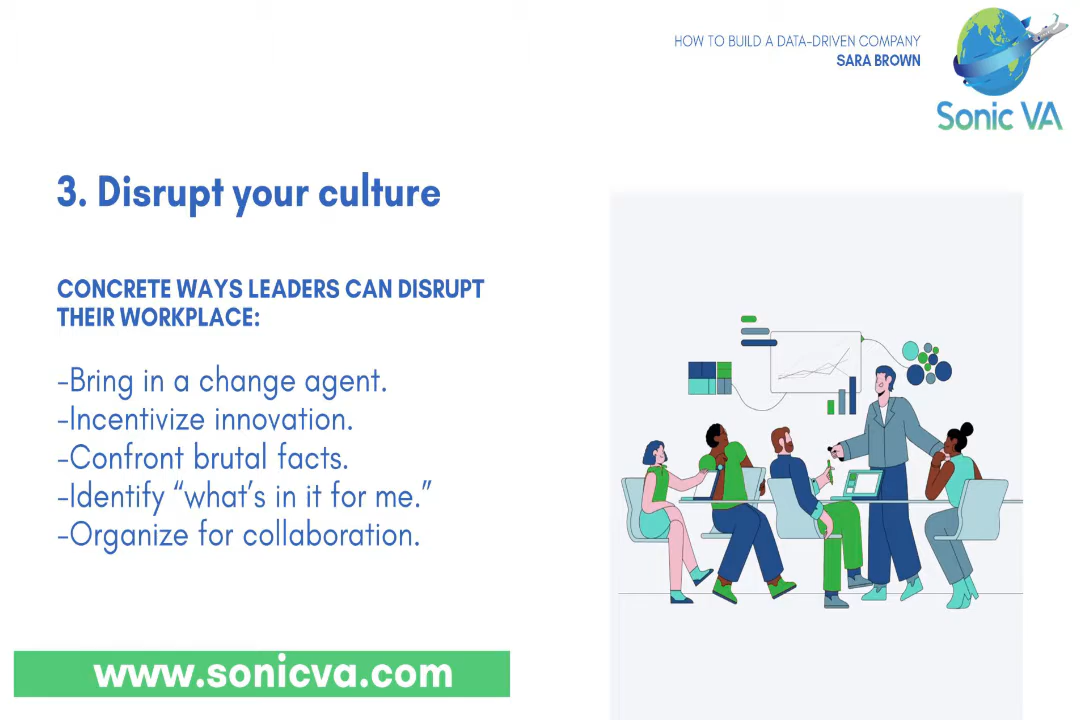 HOW TO BUILD A DATA-DRIVEN COMPANY
SARA BROWN
Sonic VA
3. Disrupt your culture
CONCRETE WAYS LEADERS CAN DISRUPT
THEIR WORKPLACE:
-Bring in a change agent.
-Incentivize innovation.
-Confront brutal facts.
-Identify “what’s in it for me.”
-Organize for collaboration.
www.sonicva.com